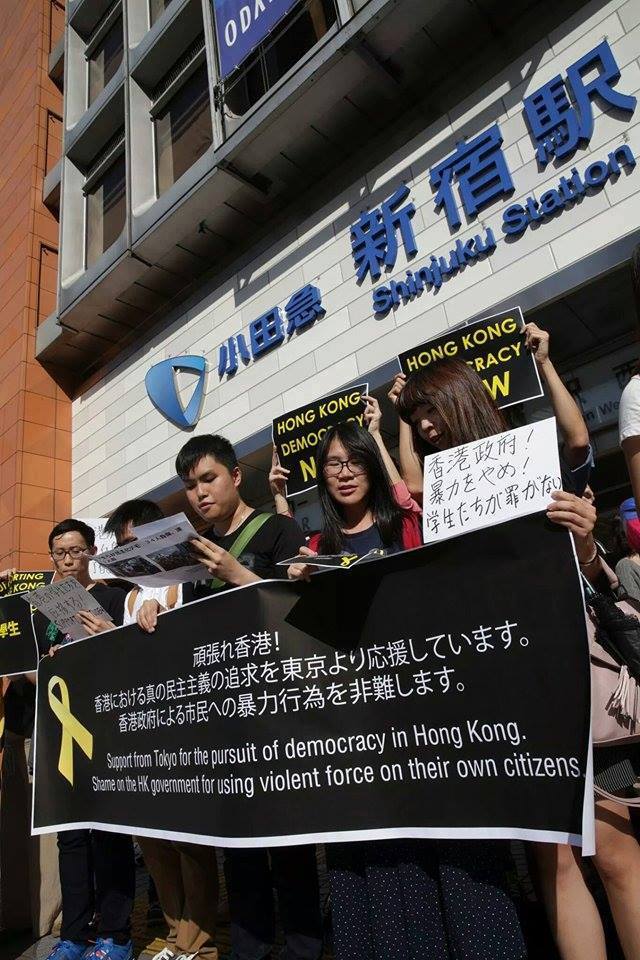 ODA
小田急 新宿駅
Shinjuku Station
HONG KONG
DEMOCRACY
HONG KONG
RACY
W
香港政府!
暴力をやめ!
学生たちが罪がない
学生
頑張れ香港!
香港における真の民主主義の追求を東京より応援しています。
香港政府による市民への暴力行為を非難します。
Support from Tokyo for the pursuit of democracy in Hong Kong.
Shame on the HK government for using violent force on their own citizens.